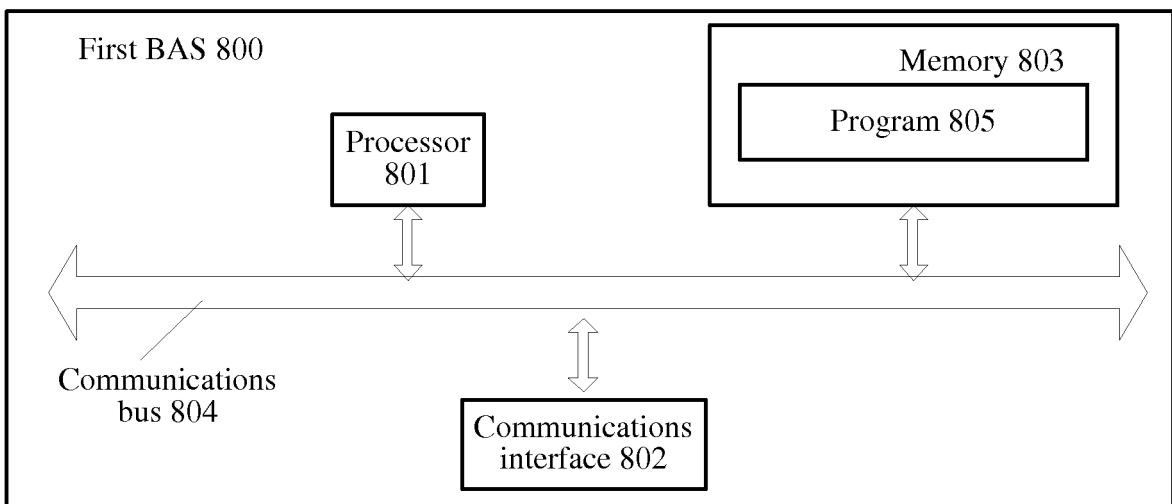 First BAS 800
Memory 803
Program 805
Processor
801
Communications
bus 804
Communications
interface 802